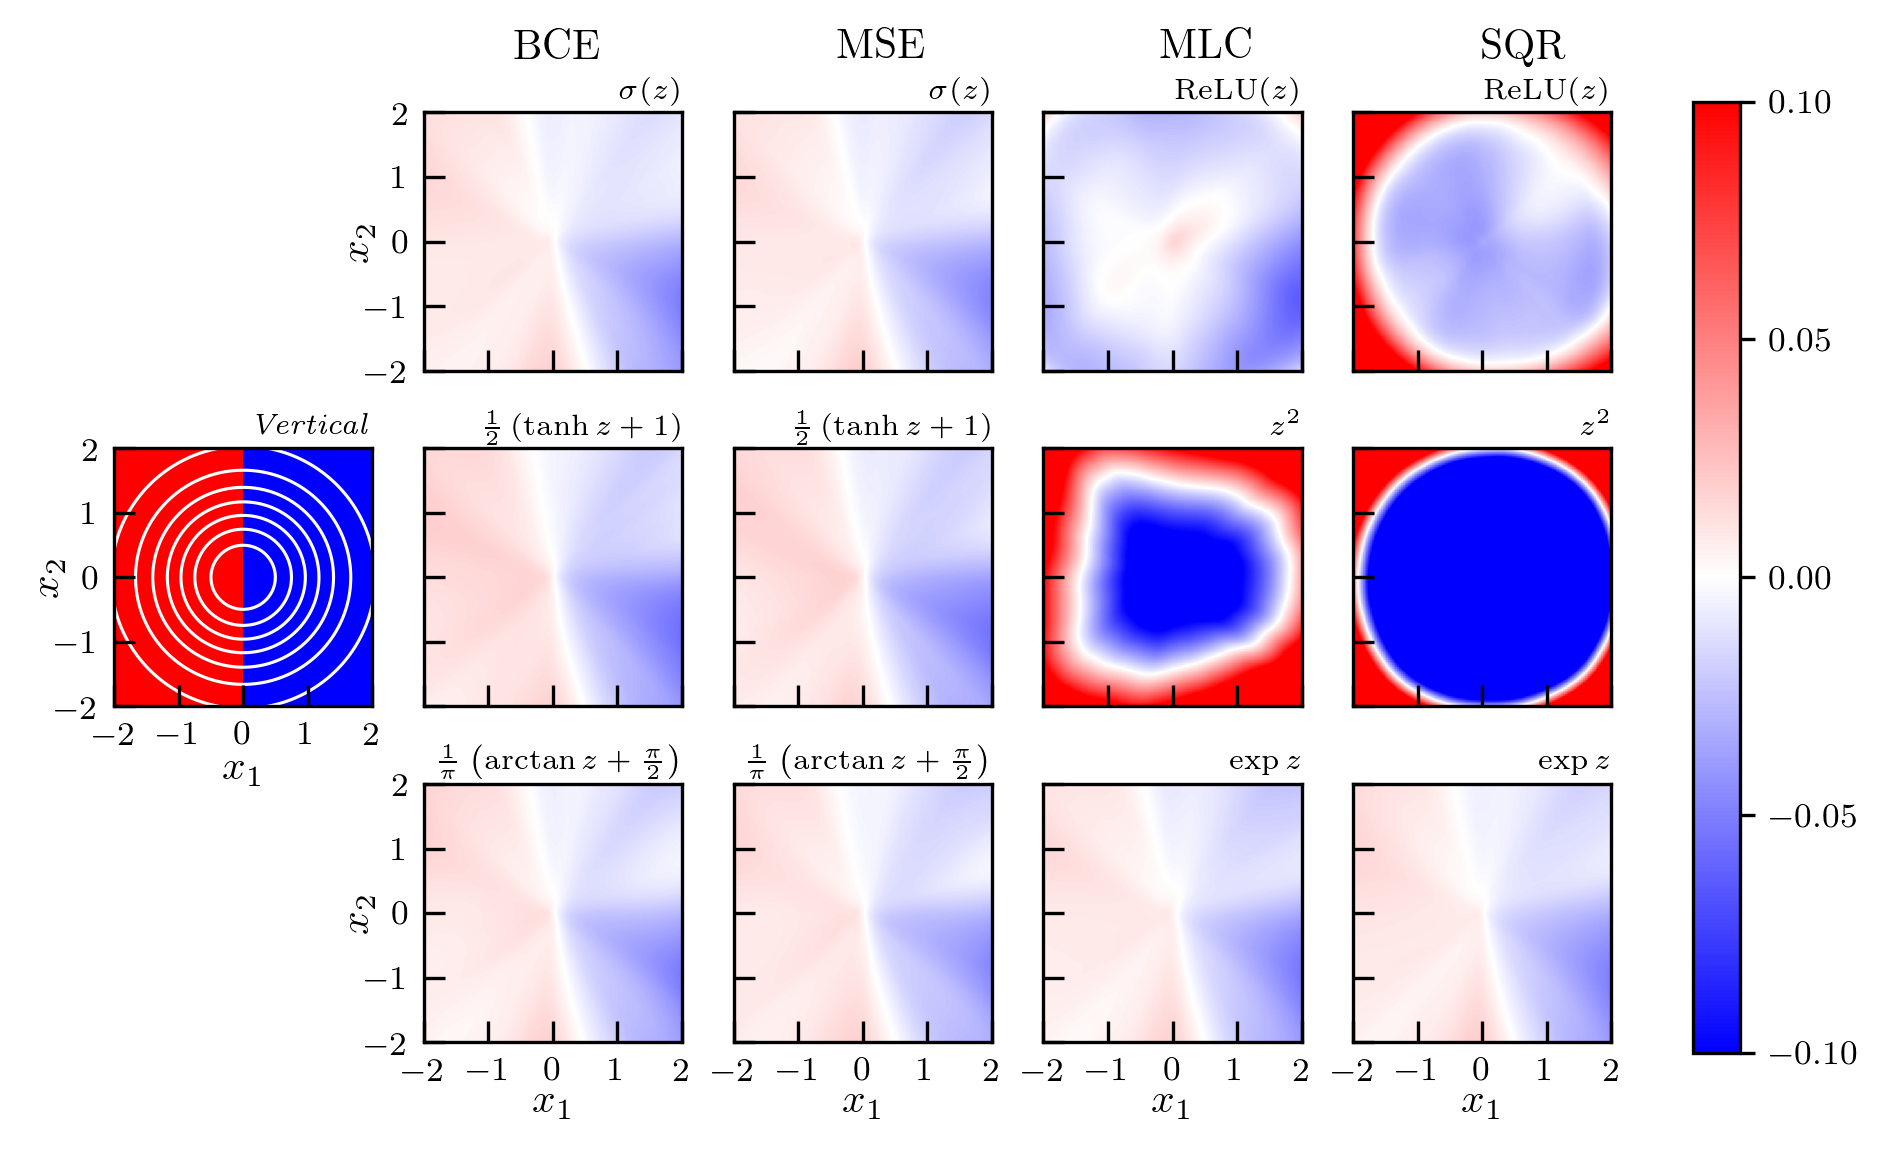 BCE MSE MLC SQR
σ(z) σ(z) ReLU(z) ReLU(z)
2
1
0
−1
−2
x₂
0.10
0.05
0.00
−0.05
−0.10
Vertical ½ (tanh z + 1) ½ (tanh z + 1) z² z²
2
1
0
−1
−2
x₂
−2 −1 0 1 2
x₁
1/π (arctan z + π/2) 1/π (arctan z + π/2) exp z exp z
2
1
0
−1
−2
x₂
−2 −1 0 1 2 −2 −1 0 1 2 −2 −1 0 1 2 −2 −1 0 1 2
x₁ x₁ x₁ x₁